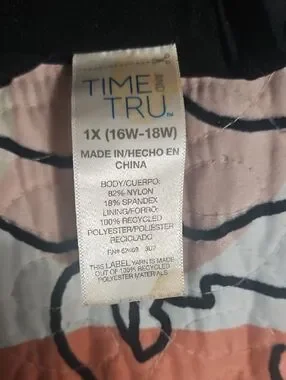 TIME AND
TRU™
1X (16W-18W)
MADE IN/HECHO EN
CHINA
BODY/CUERPO:
82% NYLON
18% SPANDEX
LINING/FORRO:
100% RECYCLED
POLYESTER/POLIESTER
RECICLADO
THIS LABEL YARN IS MADE
OUT OF 100% RECYCLED
POLYESTER MATERIALS